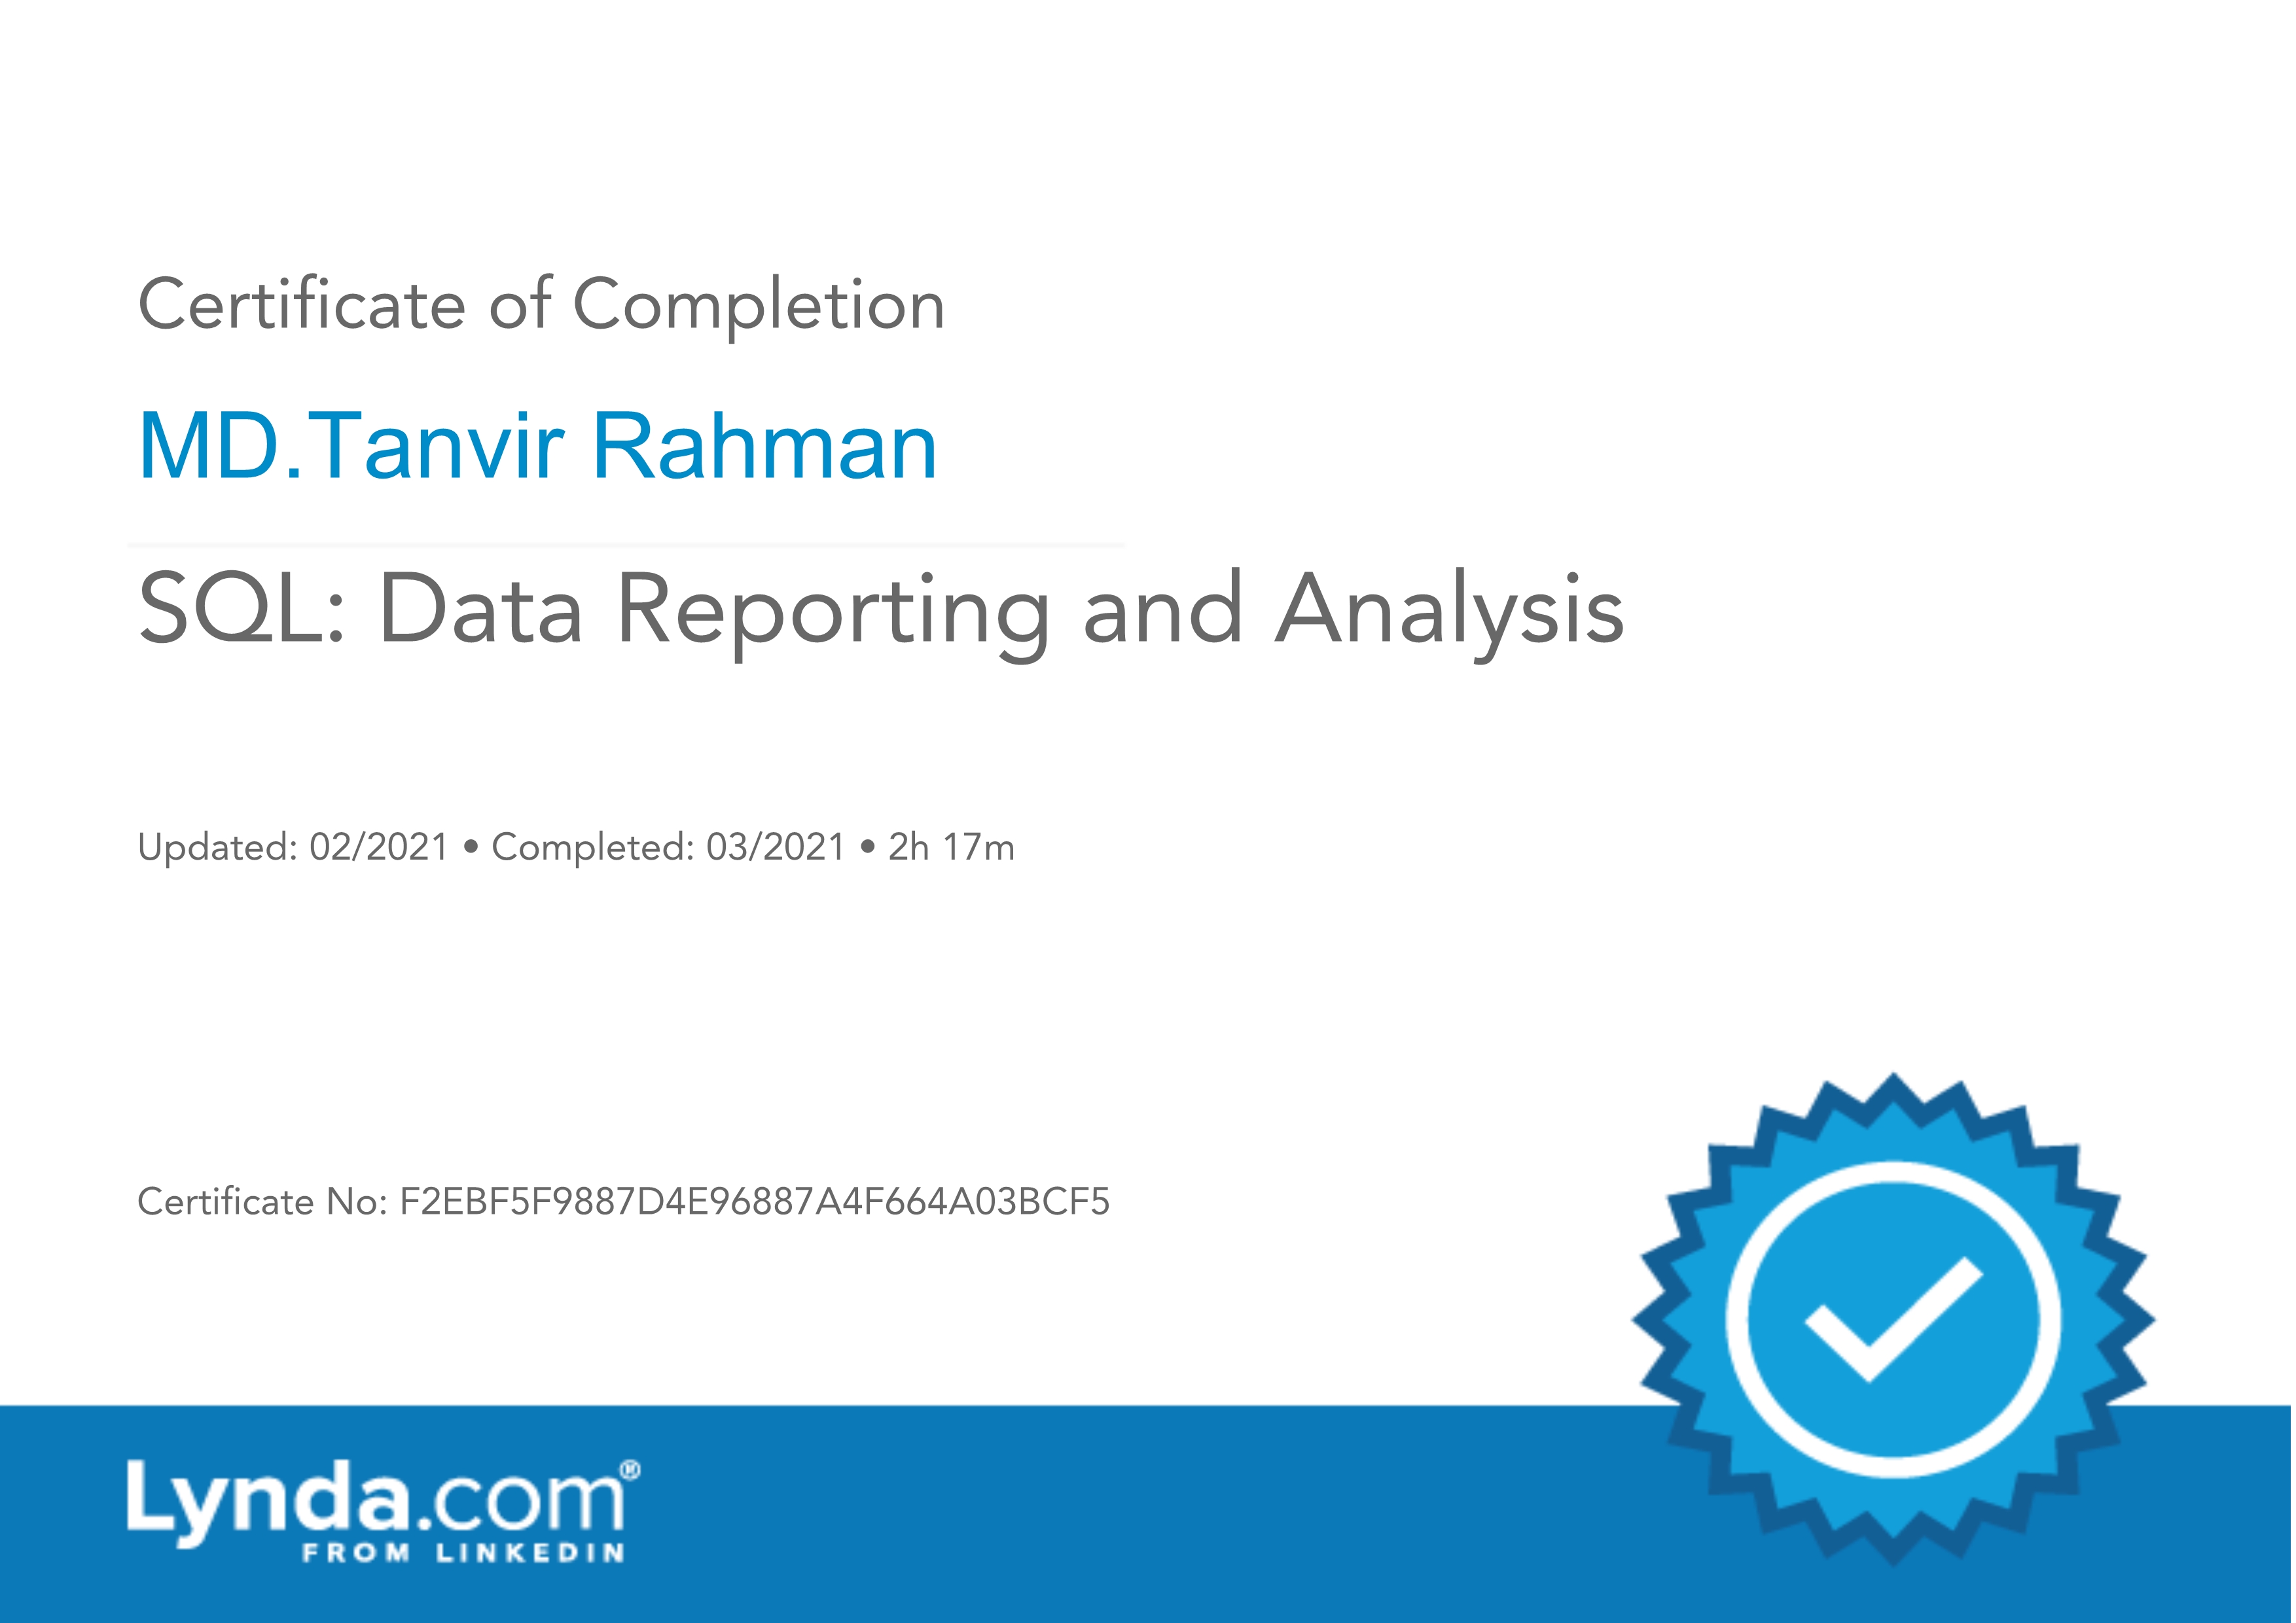 Certificate of Completion
MD.Tanvir Rahman
SQL: Data Reporting and Analysis
Updated: 02/2021 • Completed: 03/2021 • 2h 17m
Certificate No: F2EBF5F9887D4E96887A4F664A03BCF5
Lynda.com®
FROM LINKEDIN